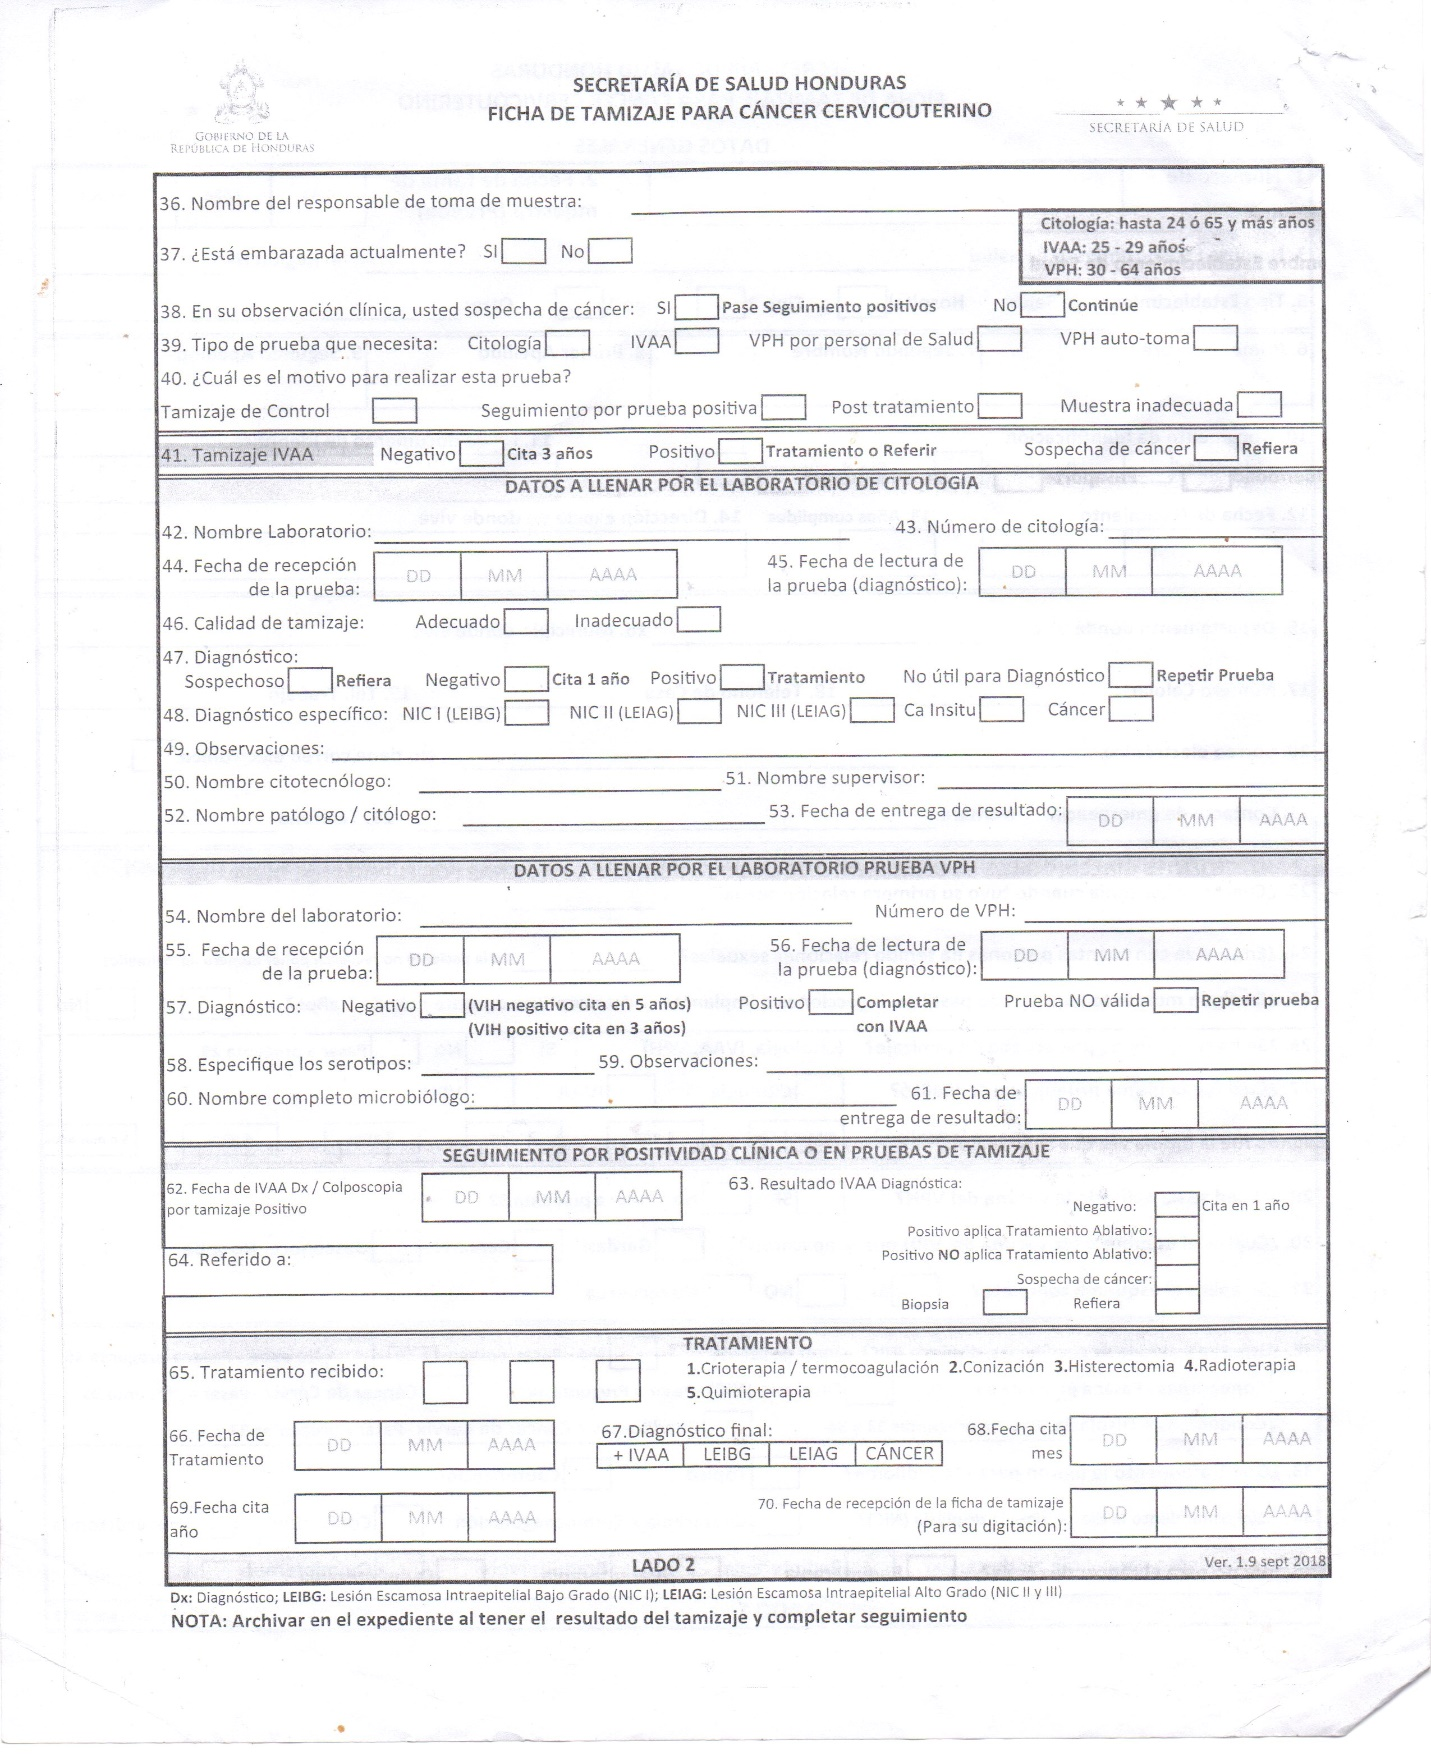 GOBIERNO DE LA
REPÚBLICA DE HONDURAS
SECRETARÍA DE SALUD HONDURAS
FICHA DE TAMIZAJE PARA CÁNCER CERVICOUTERINO
SECRETARÍA DE SALUD
36. Nombre del responsable de toma de muestra:
Citología: hasta 24 ó 65 y más años
IVAA: 25 - 29 años
VPH: 30 - 64 años
37. ¿Está embarazada actualmente? SI No
38. En su observación clínica, usted sospecha de cáncer: SI Pase Seguimiento positivos No Continúe
39. Tipo de prueba que necesita: Citología IVAA VPH por personal de Salud VPH auto-toma
40. ¿Cuál es el motivo para realizar esta prueba?
Tamizaje de Control Seguimiento por prueba positiva Post tratamiento Muestra inadecuada
41. Tamizaje IVAA Negativo Cita 3 años Positivo Tratamiento o Referir Sospecha de cáncer Refiera
DATOS A LLENAR POR EL LABORATORIO DE CITOLOGÍA
42. Nombre Laboratorio: 43. Número de citología:
44. Fecha de recepción de la prueba: DD MM AAAA 45. Fecha de lectura de la prueba (diagnóstico): DD MM AAAA
46. Calidad de tamizaje: Adecuado Inadecuado
47. Diagnóstico:
Sospechoso Refiera Negativo Cita 1 año Positivo Tratamiento No útil para Diagnóstico Repetir Prueba
48. Diagnóstico específico: NIC I (LEIBG) NIC II (LEIAG) NIC III (LEIAG) Ca Insitu Cáncer
49. Observaciones:
50. Nombre citotecnólogo: 51. Nombre supervisor:
52. Nombre patólogo / citólogo: 53. Fecha de entrega de resultado: DD MM AAAA
DATOS A LLENAR POR EL LABORATORIO PRUEBA VPH
54. Nombre del laboratorio: Número de VPH:
55. Fecha de recepción de la prueba: DD MM AAAA 56. Fecha de lectura de la prueba (diagnóstico): DD MM AAAA
57. Diagnóstico: Negativo (VIH negativo cita en 5 años) Positivo Completar Prueba NO válida Repetir prueba
(VIH positivo cita en 3 años) con IVAA
58. Especifique los serotipos: 59. Observaciones:
60. Nombre completo microbiólogo: 61. Fecha de entrega de resultado: DD MM AAAA
SEGUIMIENTO POR POSITIVIDAD CLÍNICA O EN PRUEBAS DE TAMIZAJE
62. Fecha de IVAA Dx / Colposcopia por tamizaje Positivo DD MM AAAA 63. Resultado IVAA Diagnóstica:
Negativo: Cita en 1 año
Positivo aplica Tratamiento Ablativo:
Positivo NO aplica Tratamiento Ablativo:
64. Referido a:
Sospecha de cáncer:
Biopsia Refiera
TRATAMIENTO
65. Tratamiento recibido: 1.Crioterapia / termocoagulación 2.Conización 3.Histerectomia 4.Radioterapia
5.Quimioterapia
66. Fecha de Tratamiento DD MM AAAA 67.Diagnóstico final: + IVAA LEIBG LEIAG CÁNCER 68.Fecha cita mes DD MM AAAA
69.Fecha cita año DD MM AAAA 70. Fecha de recepción de la ficha de tamizaje (Para su digitación): DD MM AAAA
LADO 2 Ver. 1.9 sept 2018
Dx: Diagnóstico; LEIBG: Lesión Escamosa Intraepitelial Bajo Grado (NIC I); LEIAG: Lesión Escamosa Intraepitelial Alto Grado (NIC II y III)
NOTA: Archivar en el expediente al tener el resultado del tamizaje y completar seguimiento